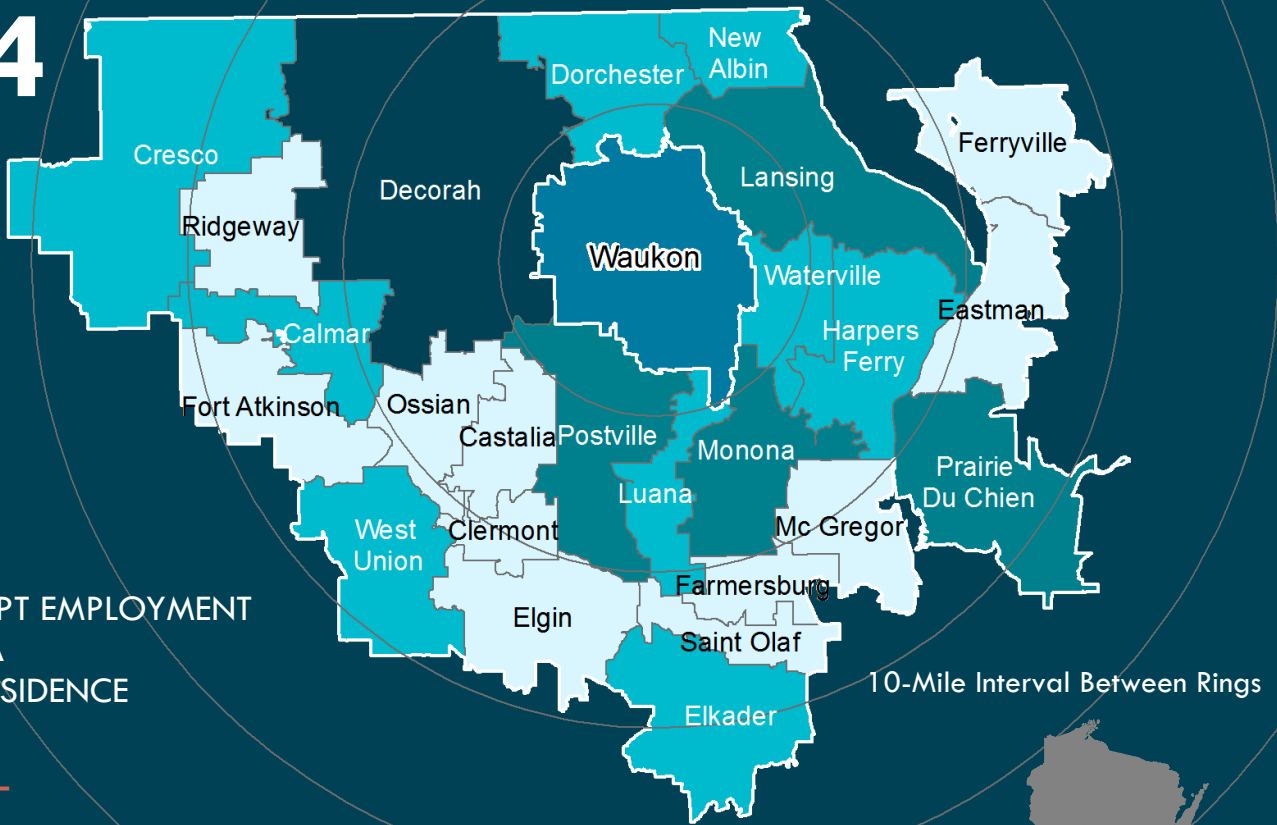 4
New
Albin
Dorchester
Ferryville
Cresco
Lansing
Decorah
Ridgeway
Waukon
Waterville
Eastman
Harpers
Ferry
Calmar
Fort Atkinson
Ossian
Castalia
Postville
Monona
Prairie
Du Chien
Luana
West
Union
Clermont
Mc Gregor
Farmersburg
PT EMPLOYMENT
Elgin
Saint Olaf
A
SIDENCE
10-Mile Interval Between Rings
Elkader